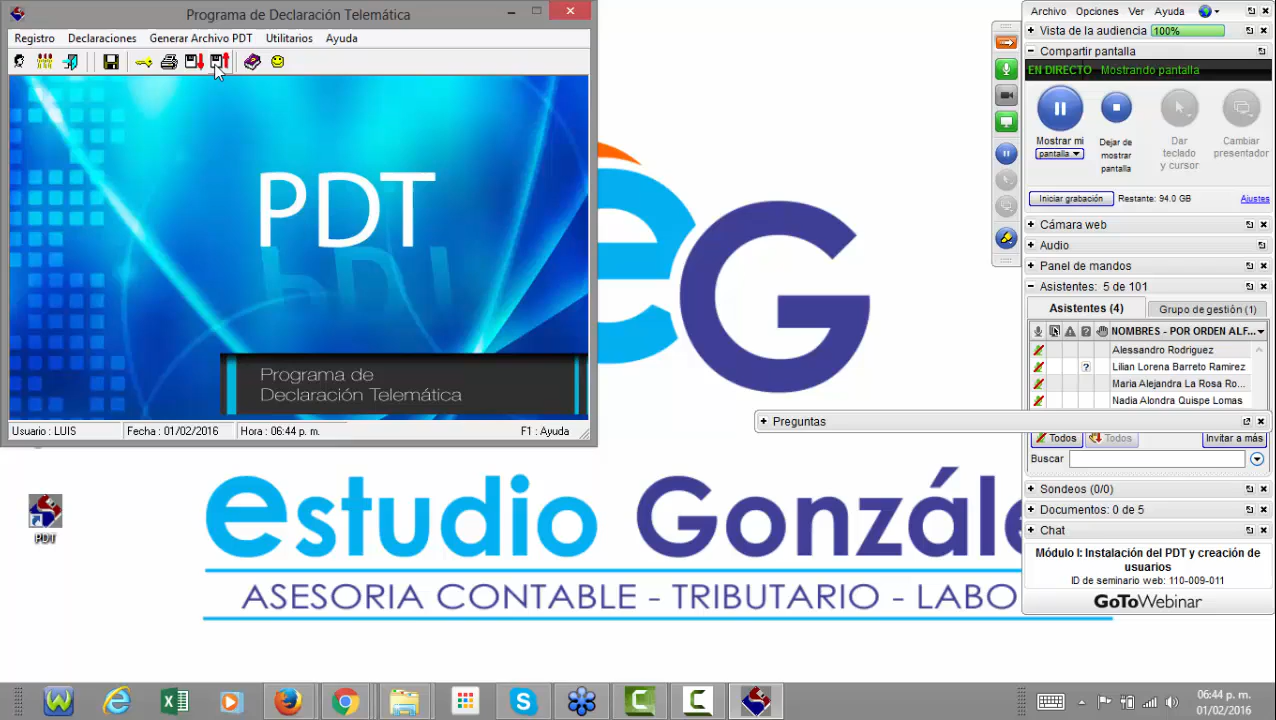 Programa de Declaración Telemática
Registro Declaraciones Generar Archivo PDT Utilitarios Ayuda
PDT
Programa de
Declaración Telemática
Usuario : LUIS Fecha : 01/02/2016 Hora : 06:44 p. m. F1 : Ayuda
PDT
eG
estudio Gonzále
ASESORIA CONTABLE - TRIBUTARIO - LABO
Archivo Opciones Ver Ayuda
Vista de la audiencia 100%
Compartir pantalla
EN DIRECTO Mostrando pantalla
Mostrar mi
pantalla
Dejar de
mostrar
pantalla
Dar
teclado
y cursor
Cambiar
presentador
Iniciar grabación Restante: 94.0 GB Ajustes
Cámara web
Audio
Panel de mandos
Asistentes: 5 de 101
Asistentes (4) Grupo de gestión (1)
NOMBRES - POR ORDEN ALF...
Alessandro Rodriguez
Lilian Lorena Barreto Ramirez
Maria Alejandra La Rosa Ro...
Nadia Alondra Quispe Lomas
Preguntas
Todos Todos Invitar a más
Buscar
Sondeos (0/0)
Documentos: 0 de 5
Chat
Módulo I: Instalación del PDT y creación de
usuarios
ID de seminario web: 110-009-011
GoToWebinar
06:44 p. m.
01/02/2016